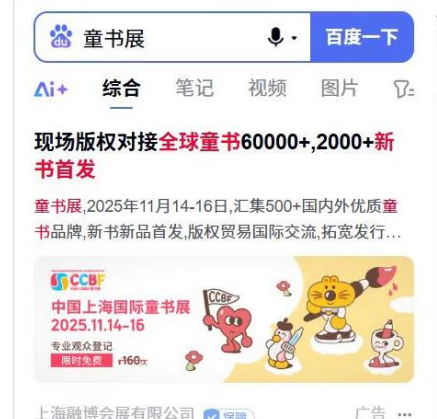 du
童书展
百度一下
Ai+
综合
笔记
视频
图片
现场版权对接全球童书60000+,2000+新
书首发
童书展,2025年11月14-16日,汇集500+国内外优质童
书品牌,新书新品首发,版权贸易国际交流,拓宽发行...
CCBF
中国上海国际童书展
2025.11.14-16
专业观众登记
限时免费
¥160/次
CCBF
上海融博会展有限公司
保障
广告